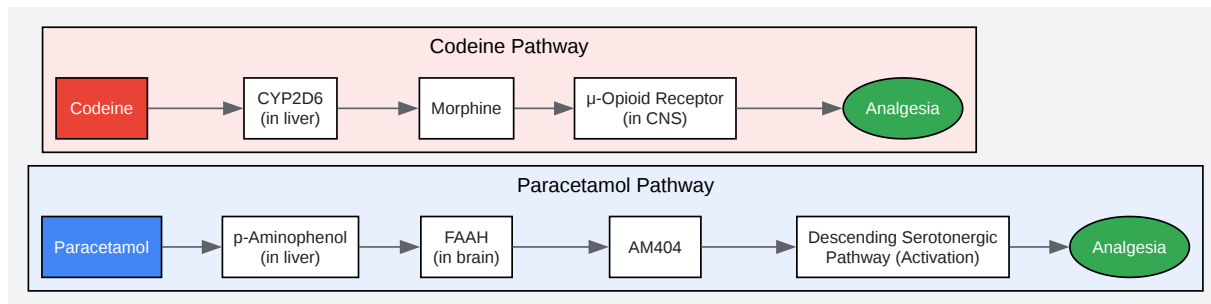 Codeine Pathway
Codeine
CYP2D6
(in liver)
Morphine
μ-Opioid Receptor
(in CNS)
Analgesia
Paracetamol Pathway
Paracetamol
p-Aminophenol
(in liver)
FAAH
(in brain)
AM404
Descending Serotonergic
Pathway (Activation)
Analgesia